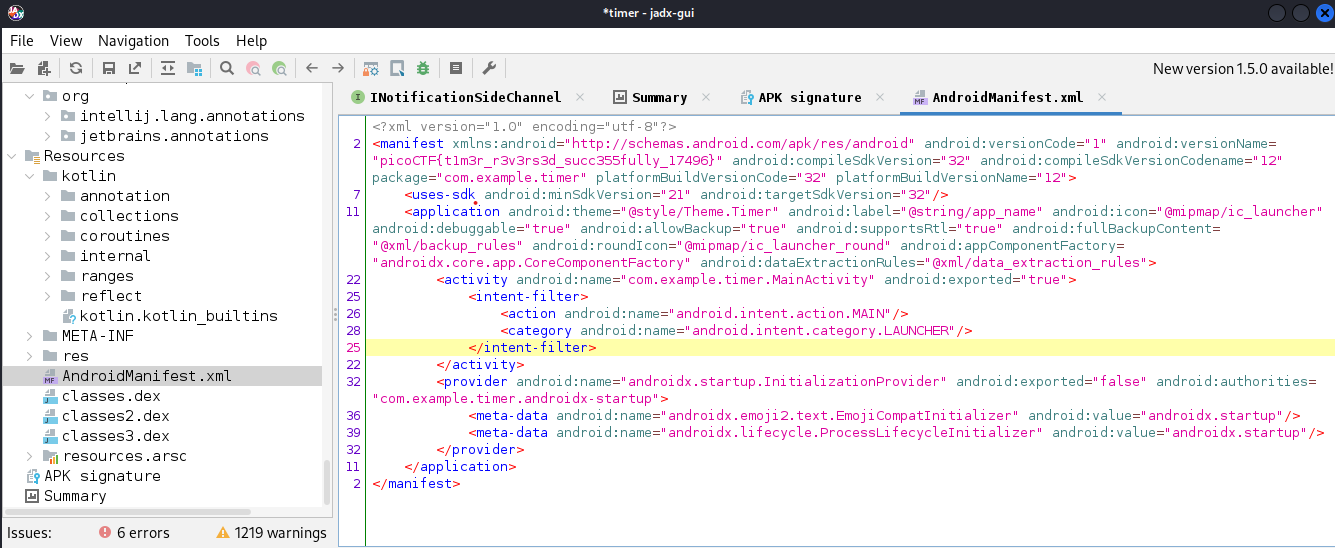 *timer - jadx-gui
File View Navigation Tools Help
New version 1.5.0 available!
org
intellij.lang.annotations
jetbrains.annotations
Resources
kotlin
annotation
collections
coroutines
internal
ranges
reflect
kotlin.kotlin_builtins
META-INF
res
MF AndroidManifest.xml
classes.dex
classes2.dex
classes3.dex
resources.arsc
APK signature
Summary
Issues: 6 errors 1219 warnings
I INotificationSideChannel Summary APK signature MF AndroidManifest.xml
<?xml version="1.0" encoding="utf-8"?>
2 <manifest xmlns:android="http://schemas.android.com/apk/res/android" android:versionCode="1" android:versionName=
"picoCTF{t1m3r_r3v3rs3d_succ355fully_17496}" android:compileSdkVersion="32" android:compileSdkVersionCodename="12"
package="com.example.timer" platformBuildVersionCode="32" platformBuildVersionName="12">
7 <uses-sdk android:minSdkVersion="21" android:targetSdkVersion="32"/>
11 <application android:theme="@style/Theme.Timer" android:label="@string/app_name" android:icon="@mipmap/ic_launcher"
android:debuggable="true" android:allowBackup="true" android:supportsRtl="true" android:fullBackupContent=
"@xml/backup_rules" android:roundIcon="@mipmap/ic_launcher_round" android:appComponentFactory=
"androidx.core.app.CoreComponentFactory" android:dataExtractionRules="@xml/data_extraction_rules">
22 <activity android:name="com.example.timer.MainActivity" android:exported="true">
25 <intent-filter>
26 <action android:name="android.intent.action.MAIN"/>
28 <category android:name="android.intent.category.LAUNCHER"/>
25 </intent-filter>
22 </activity>
32 <provider android:name="androidx.startup.InitializationProvider" android:exported="false" android:authorities=
"com.example.timer.androidx-startup">
36 <meta-data android:name="androidx.emoji2.text.EmojiCompatInitializer" android:value="androidx.startup"/>
39 <meta-data android:name="androidx.lifecycle.ProcessLifecycleInitializer" android:value="androidx.startup"/>
32 </provider>
11 </application>
2 </manifest>